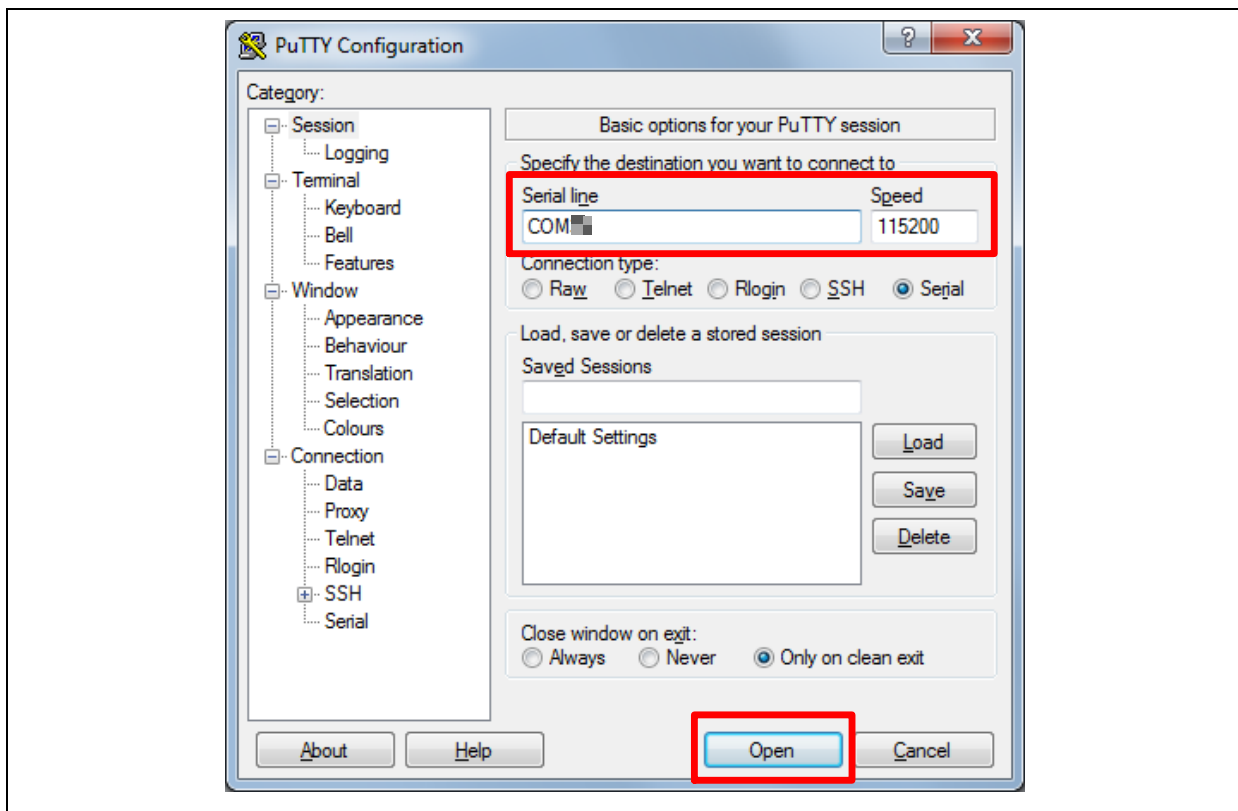 PuTTY Configuration
?
X
Category:
Session
Logging
Terminal
Keyboard
Bell
Features
Window
Appearance
Behaviour
Translation
Selection
Colours
Connection
Data
Proxy
Telnet
Rlogin
SSH
Serial
Basic options for your PuTTY session
Specify the destination you want to connect to
Serial line Speed
COM 115200
Connection type:
Raw Telnet Rlogin SSH Serial
Load, save or delete a stored session
Saved Sessions
Default Settings
Load
Save
Delete
Close window on exit:
Always Never Only on clean exit
About Help Open Cancel